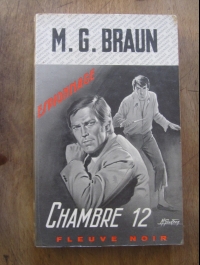 M. G. BRAUN
ESPIONNAGE
CHAMBRE 12
FLEUVE NOIR